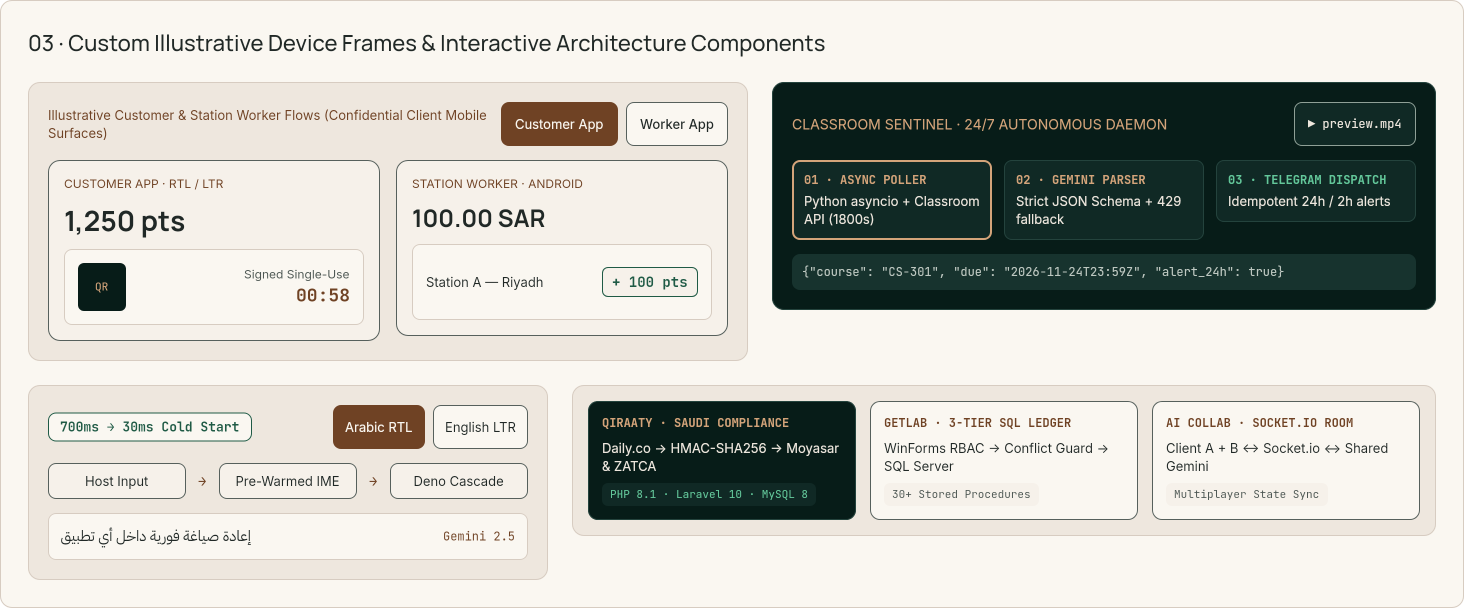 03 · Custom Illustrative Device Frames & Interactive Architecture Components
Illustrative Customer & Station Worker Flows (Confidential Client Mobile
Surfaces)
Customer App
Worker App
CUSTOMER APP · RTL / LTR
1,250 pts
QR
Signed Single-Use
00:58
STATION WORKER · ANDROID
100.00 SAR
Station A — Riyadh
+ 100 pts
CLASSROOM SENTINEL · 24/7 AUTONOMOUS DAEMON
▶ preview.mp4
01 · ASYNC POLLER
Python asyncio + Classroom
API (1800s)
02 · GEMINI PARSER
Strict JSON Schema + 429
fallback
03 · TELEGRAM DISPATCH
Idempotent 24h / 2h alerts
{"course": "CS-301", "due": "2026-11-24T23:59Z", "alert_24h": true}
700ms → 30ms Cold Start
Arabic RTL
English LTR
Host Input
→
Pre-Warmed IME
→
Deno Cascade
إعادة صياغة فورية داخل أي تطبيق
Gemini 2.5
QIRAATY · SAUDI COMPLIANCE
Daily.co → HMAC-SHA256 → Moyasar
& ZATCA
PHP 8.1 · Laravel 10 · MySQL 8
GETLAB · 3-TIER SQL LEDGER
WinForms RBAC → Conflict Guard →
SQL Server
30+ Stored Procedures
AI COLLAB · SOCKET.IO ROOM
Client A + B ↔ Socket.io ↔ Shared
Gemini
Multiplayer State Sync